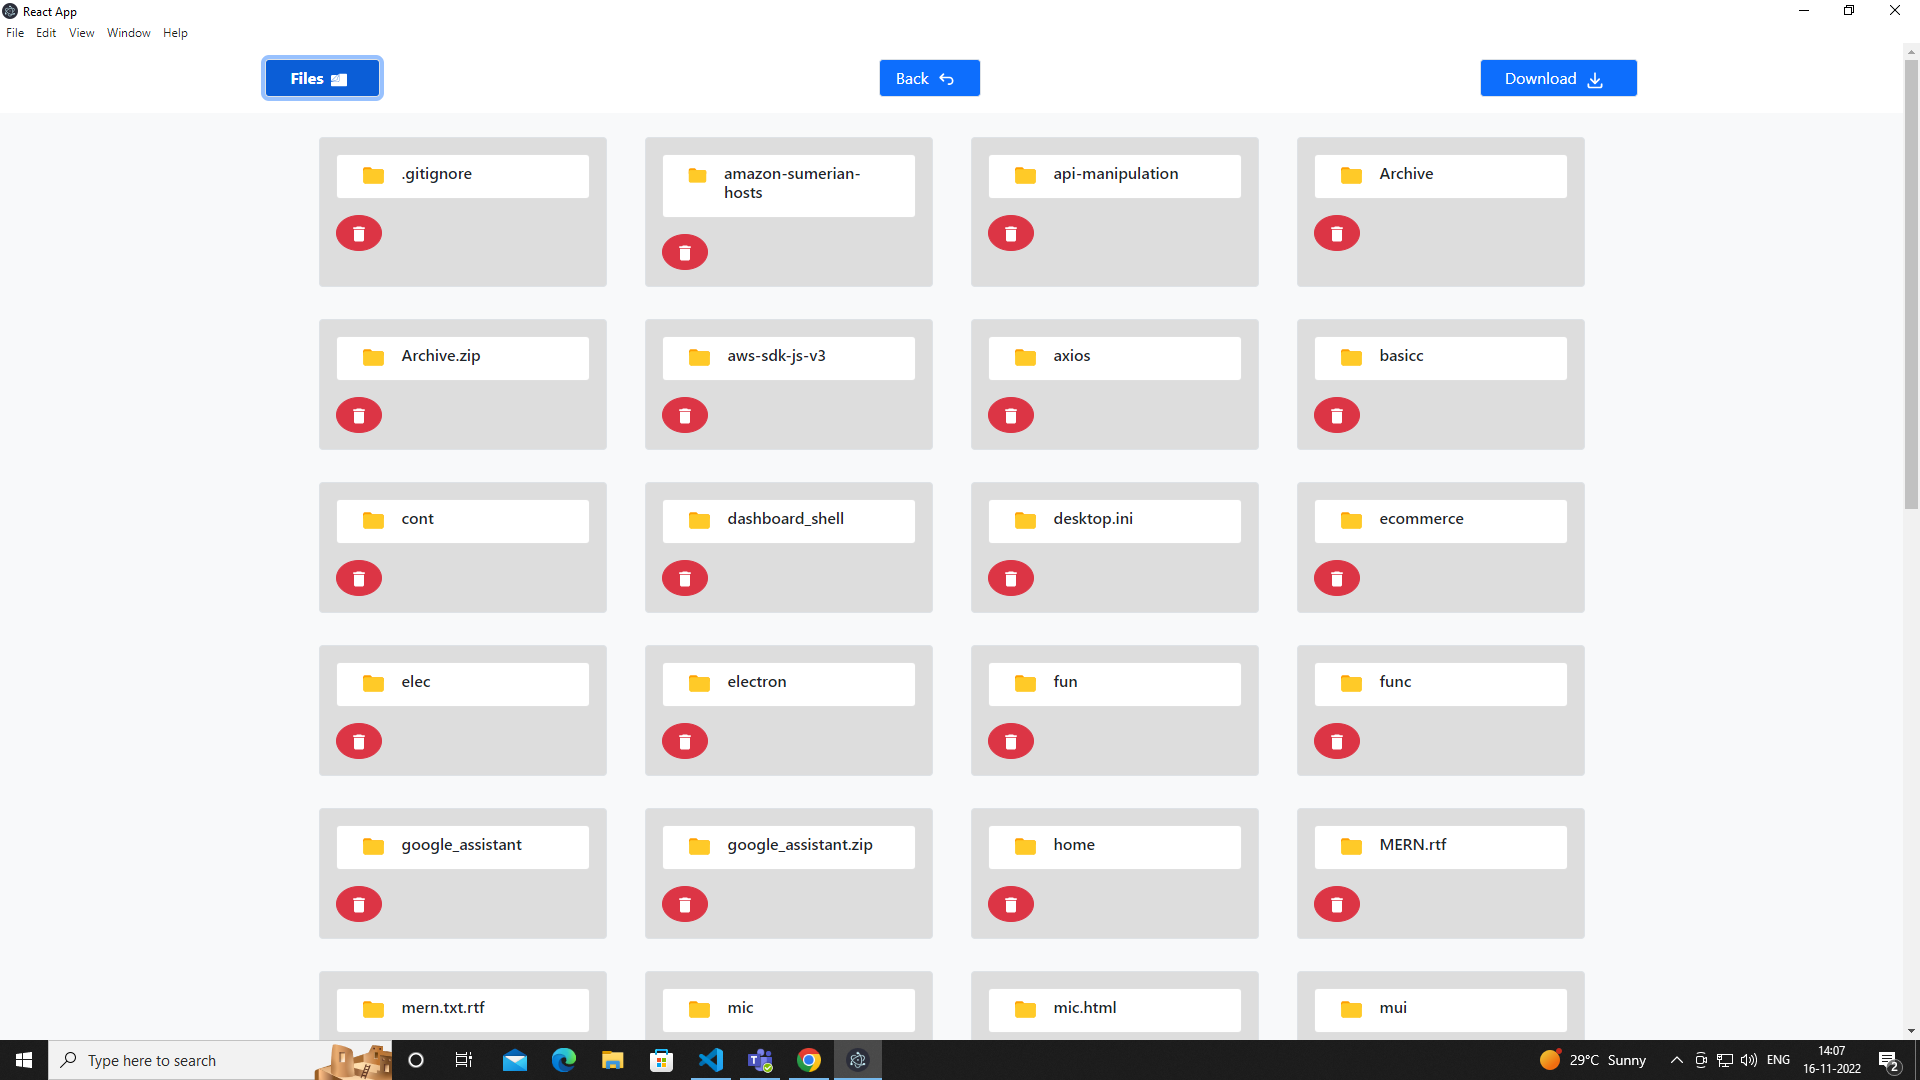 React App
File Edit View Window Help
Files
Back
Download
.gitignore
amazon-sumerian-
hosts
api-manipulation
Archive
Archive.zip
aws-sdk-js-v3
axios
basicc
cont
dashboard_shell
desktop.ini
ecommerce
elec
electron
fun
func
google_assistant
google_assistant.zip
home
MERN.rtf
mern.txt.rtf
mic
mic.html
mui
Type here to search
29°C Sunny
ENG
14:07
16-11-2022
2